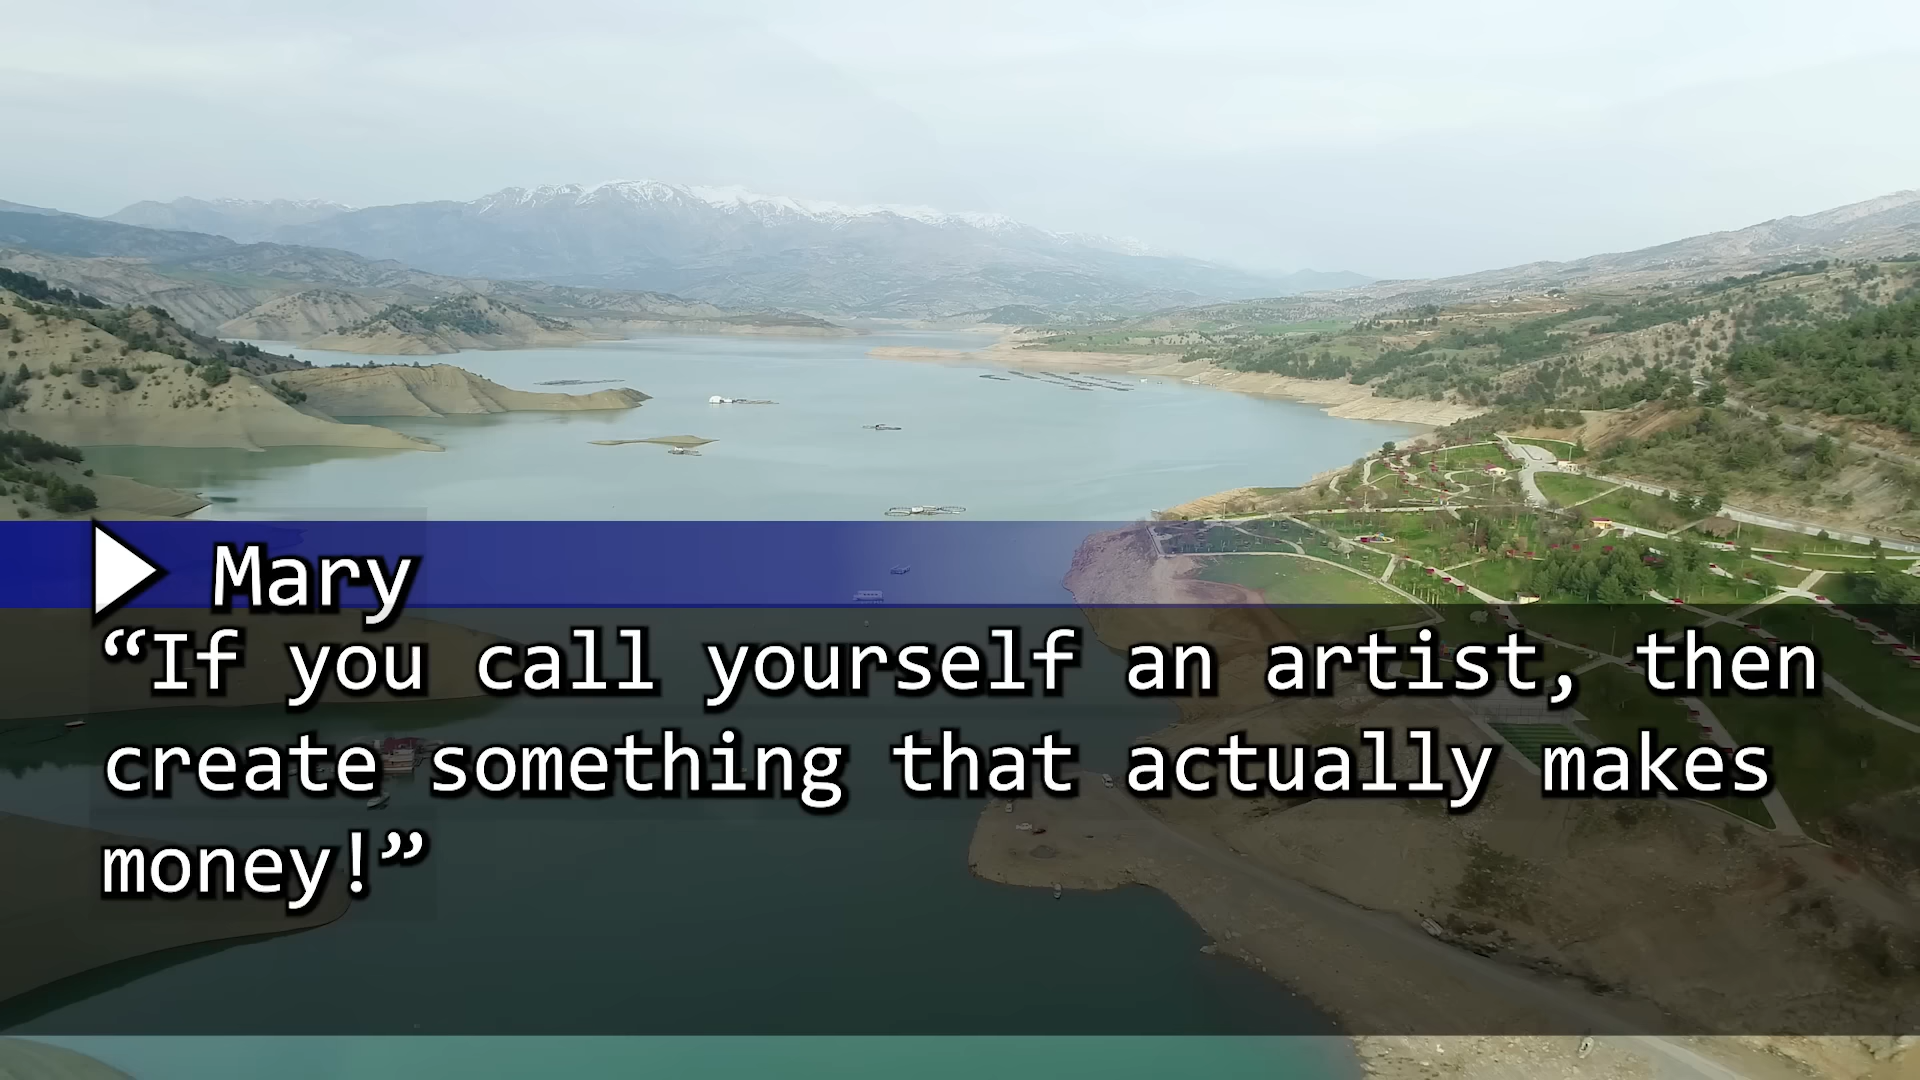 Mary
“If you call yourself an artist, then
create something that actually makes
money!”